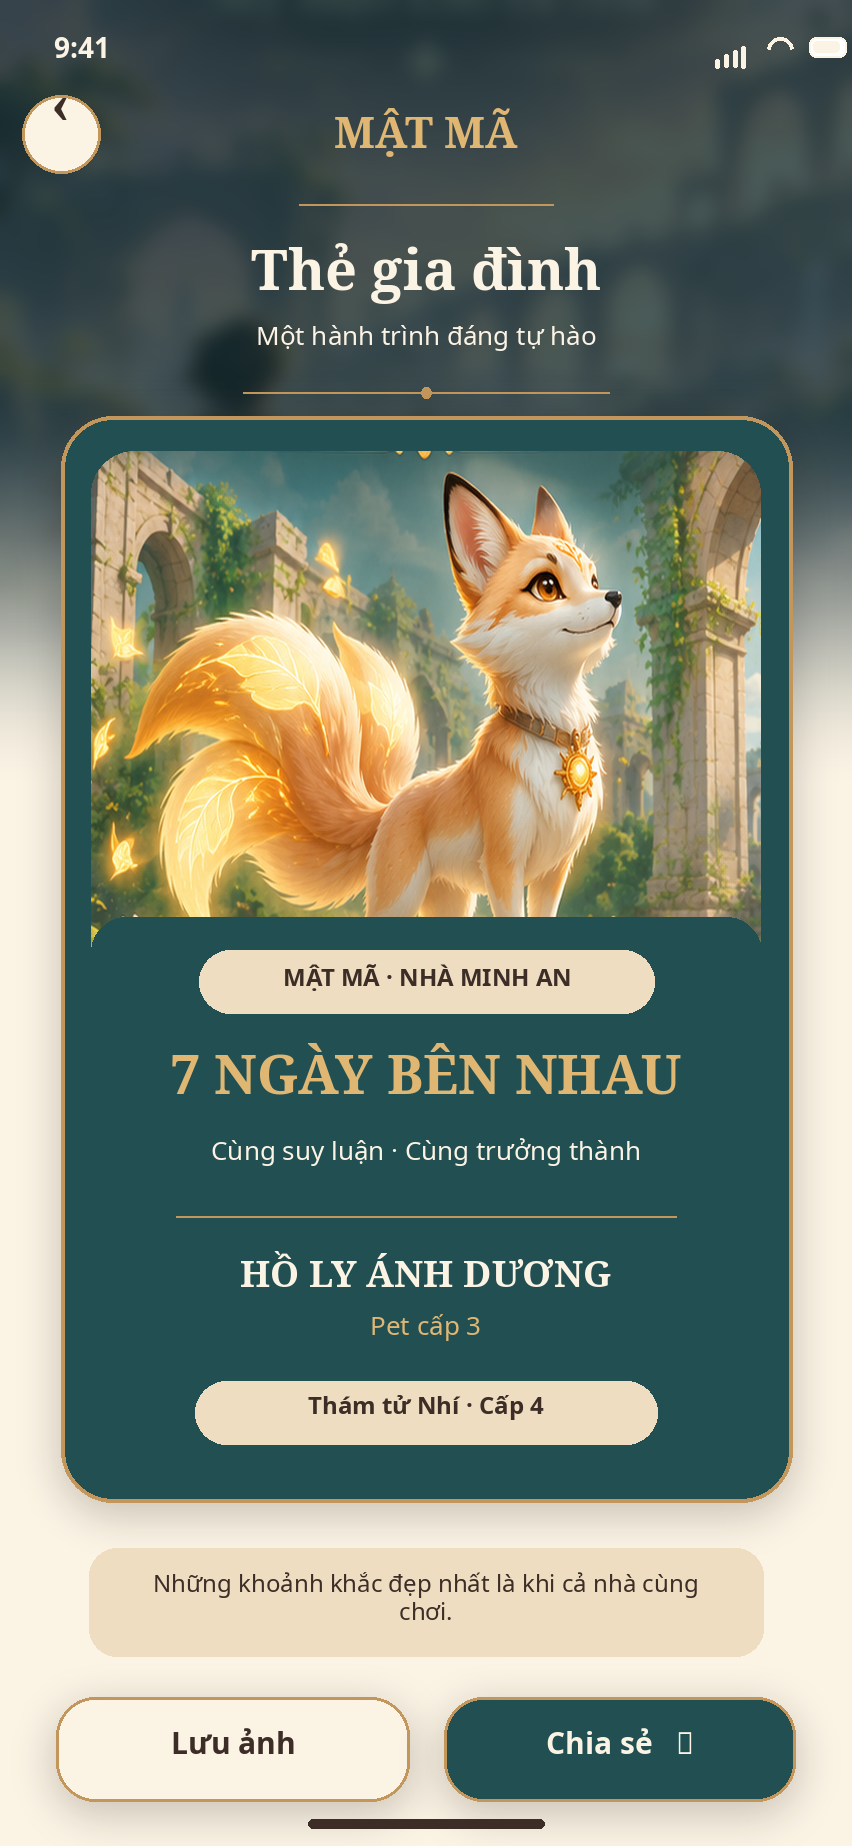 9:41
MẬT MÃ
Thẻ gia đình
Một hành trình đáng tự hào
MẬT MÃ · NHÀ MINH AN
7 NGÀY BÊN NHAU
Cùng suy luận · Cùng trưởng thành
HỒ LY ÁNH DƯƠNG
Pet cấp 3
Thám tử Nhí · Cấp 4
Những khoảnh khắc đẹp nhất là khi cả nhà cùng
chơi.
Lưu ảnh
Chia sẻ